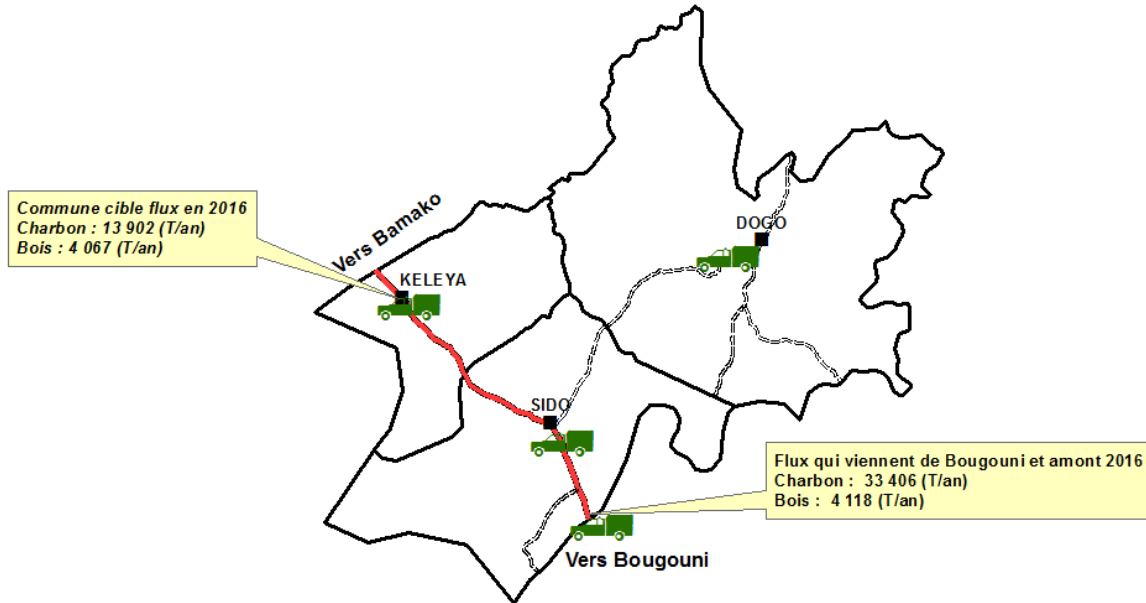 Commune cible flux en 2016
Charbon : 13 902 (T/an)
Bois : 4 067 (T/an)
Vers Bamako
KELEYA
DOGO
SIDO
Flux qui viennent de Bougouni et amont 2016
Charbon : 33 406 (T/an)
Bois : 4 118 (T/an)
Vers Bougouni